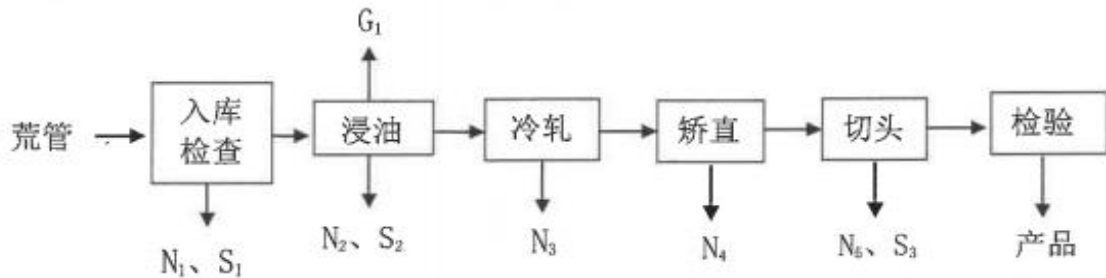 G₁
荒管
入库
检查
浸油
冷轧
矫直
切头
检验
N₁、S₁
N₂、S₂
N₃
N₄
N₅、S₃
产品